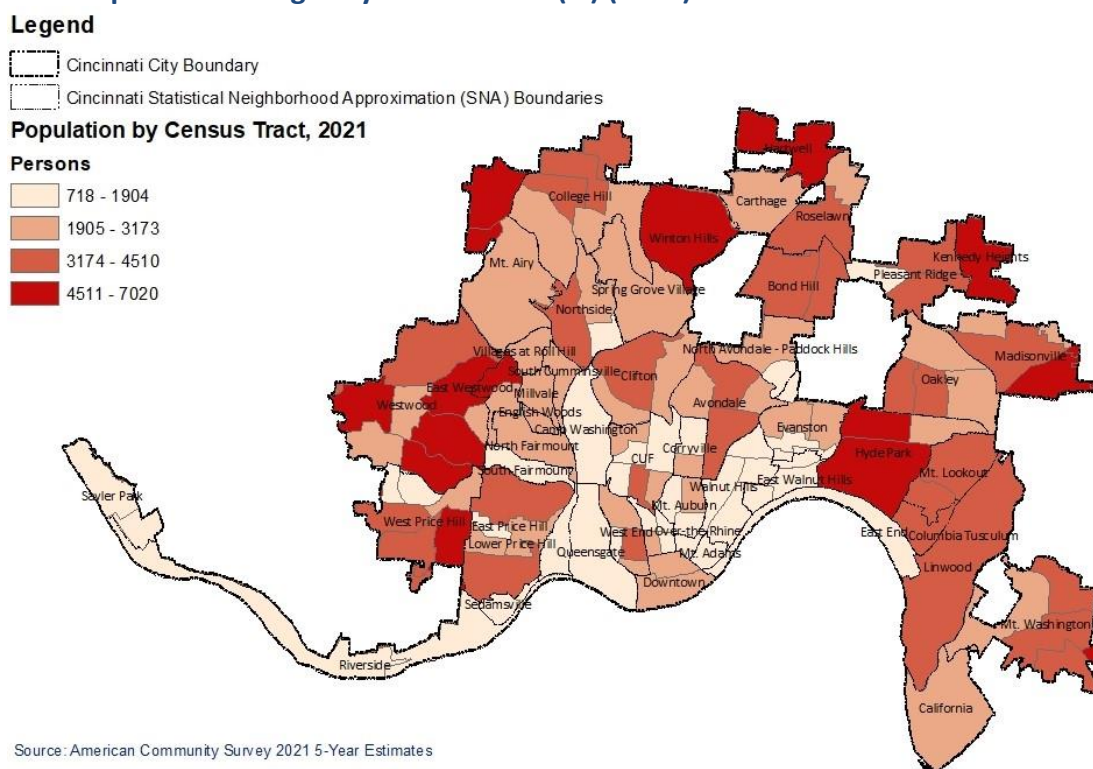 Legend
Cincinnati City Boundary
Cincinnati Statistical Neighborhood Approximation (SNA) Boundaries
Population by Census Tract, 2021
Persons
718 - 1904
1905 - 3173
3174 - 4510
4511 - 7020
Hartwell
College Hill
Carthage
Roselawn
Winton Hills
Kennedy Heights
Mt. Airy
Pleasant Ridge
Spring Grove Village
Bond Hill
Northside
Villages at Roll Hill
North Avondale - Paddock Hills
Madisonville
South Cumminsville
East Westwood
Clifton
Oakley
Westwood
Millvale
Avondale
English Woods
Camp Washington
Evanston
North Fairmount
Corryville
Hyde Park
CUF
South Fairmount
Mt. Lookout
Walnut Hills
East Walnut Hills
Sayler Park
Mt. Auburn
West Price Hill
East Price Hill
West End
Over-the-Rhine
East End
Columbia Tusculum
Lower Price Hill
Queensgate
Mt. Adams
Linwood
Downtown
Sedamsville
Mt. Washington
Riverside
California
Source: American Community Survey 2021 5-Year Estimates